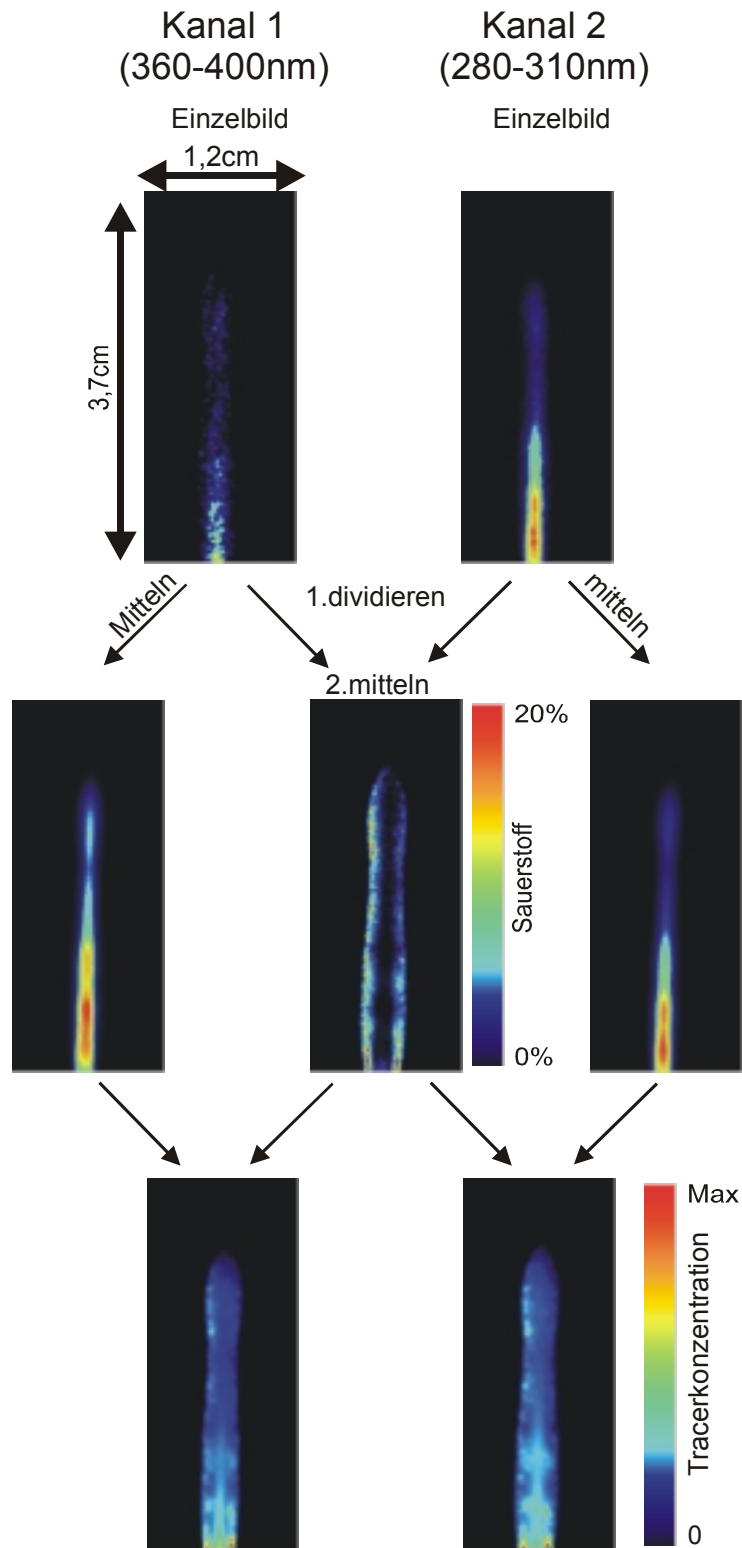 Kanal 1
(360-400nm)
Kanal 2
(280-310nm)
Einzelbild
Einzelbild
1,2cm
3,7cm
Mitteln
1.dividieren
mitteln
2.mitteln
20%
Sauerstoff
0%
Max
Tracerkonzentration
0